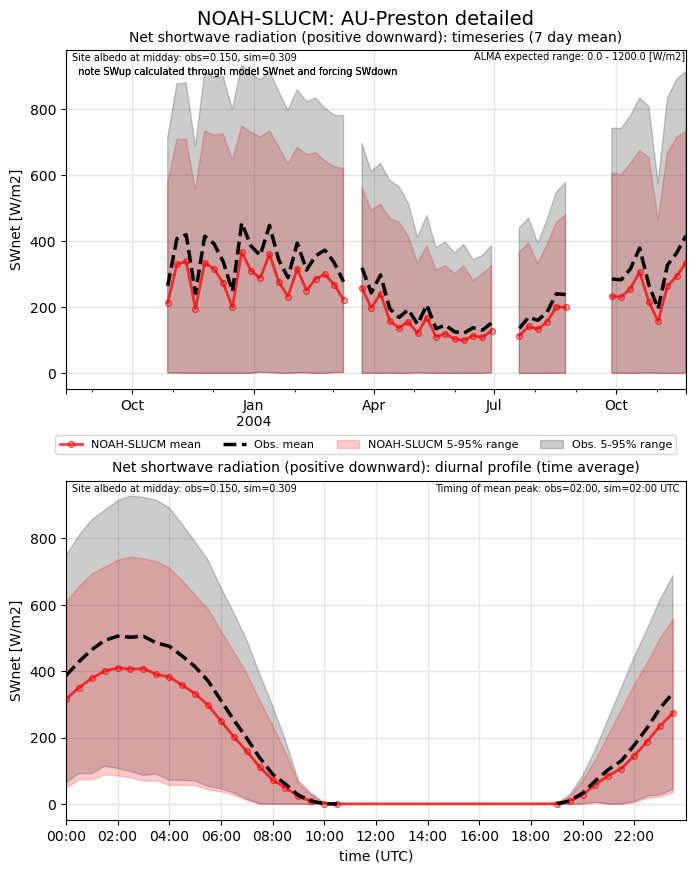 NOAH-SLUCM: AU-Preston detailed
Net shortwave radiation (positive downward): timeseries (7 day mean)
Site albedo at midday: obs=0.150, sim=0.309
ALMA expected range: 0.0 - 1200.0 [W/m2]
note SWup calculated through model SWnet and forcing SWdown
800
600
400
200
0
SWnet [W/m2]
Oct Jan Apr Jul Oct
2004
NOAH-SLUCM mean Obs. mean NOAH-SLUCM 5-95% range Obs. 5-95% range
Net shortwave radiation (positive downward): diurnal profile (time average)
Site albedo at midday: obs=0.150, sim=0.309
Timing of mean peak: obs=02:00, sim=02:00 UTC
800
600
400
200
0
SWnet [W/m2]
00:00 02:00 04:00 06:00 08:00 10:00 12:00 14:00 16:00 18:00 20:00 22:00
time (UTC)